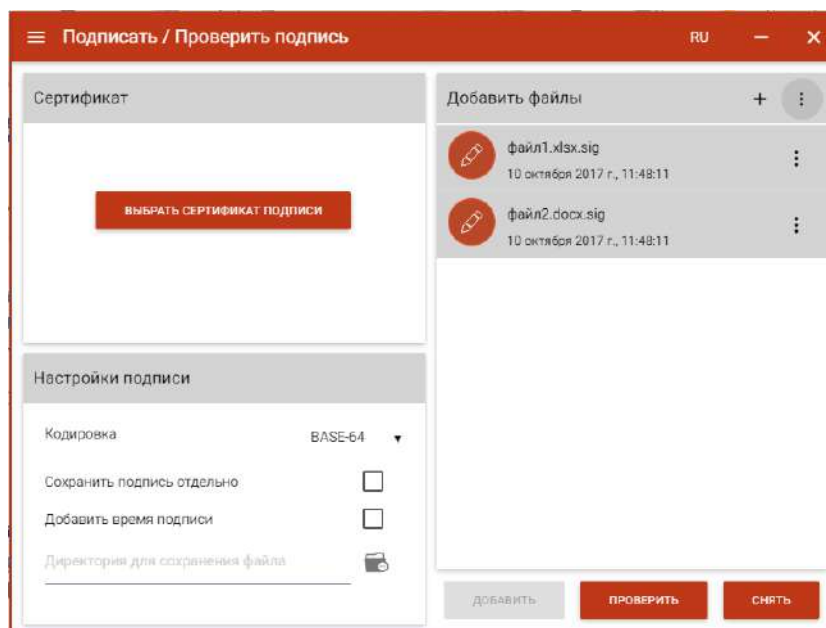 Подписать / Проверить подпись
RU
Сертификат
ВЫБРАТЬ СЕРТИФИКАТ ПОДПИСИ
Настройки подписи
Кодировка
BASE-64
Сохранить подпись отдельно
Добавить время подписи
Директория для сохранения файла
Добавить файлы
файл1.xlsx.sig
10 октября 2017 г., 11:48:11
файл2.docx.sig
10 октября 2017 г., 11:48:11
ДОБАВИТЬ
ПРОВЕРИТЬ
СНЯТЬ